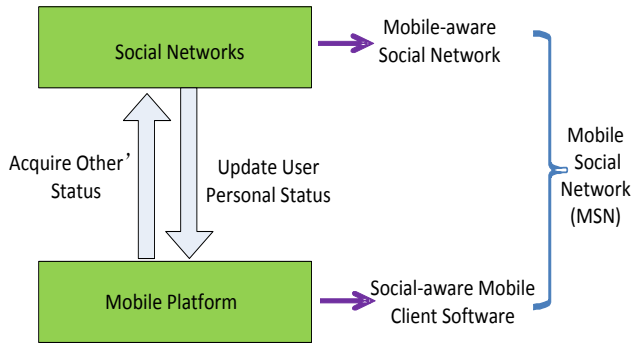 Social Networks
Mobile-aware
Social Network
Acquire Other’
Status
Update User
Personal Status
Mobile
Social
Network
(MSN)
Mobile Platform
Social-aware Mobile
Client Software